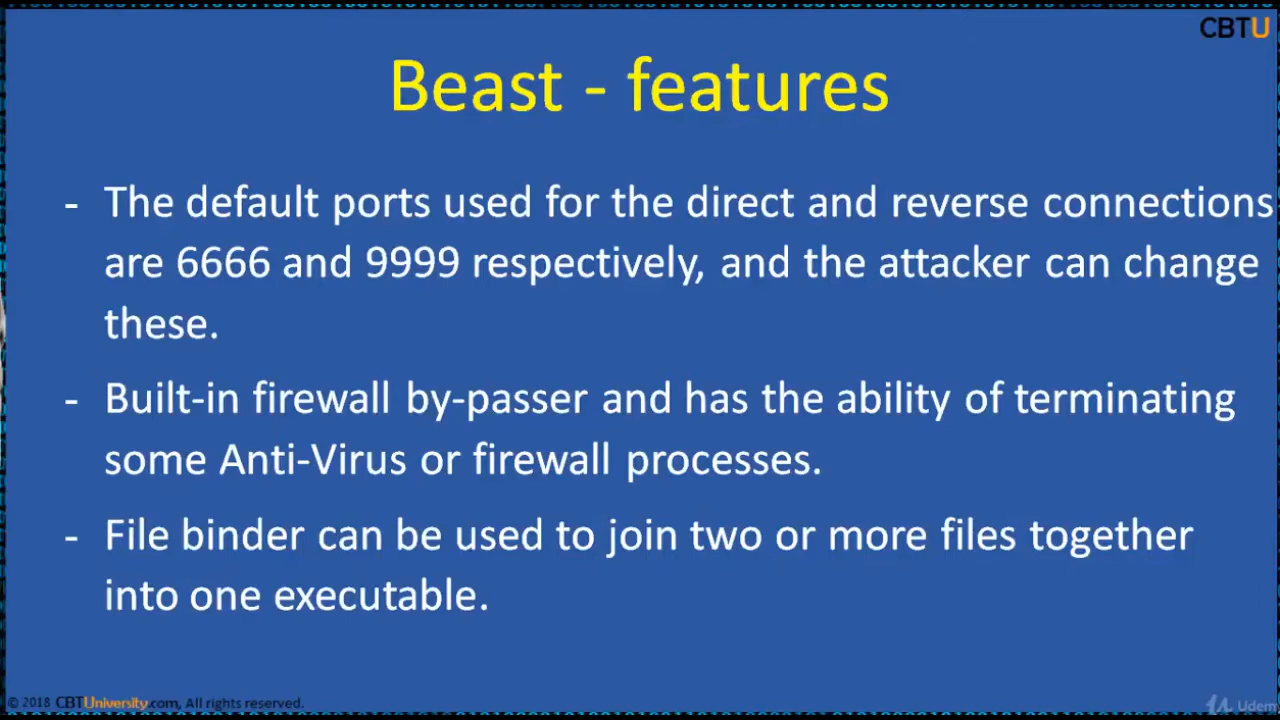 CBTU
Beast - features
- The default ports used for the direct and reverse connections
are 6666 and 9999 respectively, and the attacker can change
these.
- Built-in firewall by-passer and has the ability of terminating
some Anti-Virus or firewall processes.
- File binder can be used to join two or more files together
into one executable.
© 2018 CBTUniversity.com, All rights reserved.